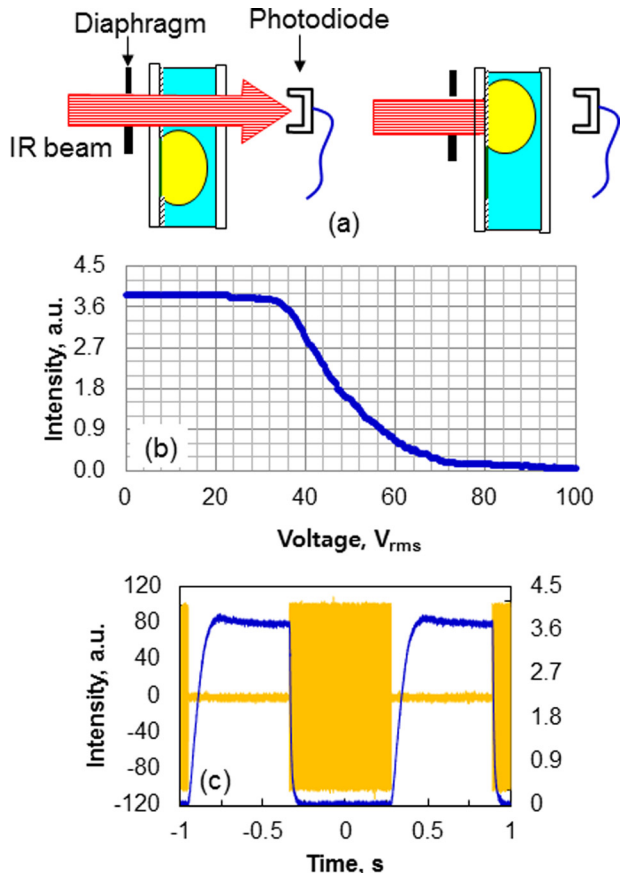 Diaphragm Photodiode
IR beam
(a)
4.5
3.6
2.7
1.8
0.9
0.0
Intensity, a.u.
(b)
0 20 40 60 80 100
Voltage, Vrms
120
80
40
0
-40
-80
-120
Intensity, a.u.
(c)
4.5
3.6
2.7
1.8
0.9
0
-1 -0.5 0 0.5 1
Time, s